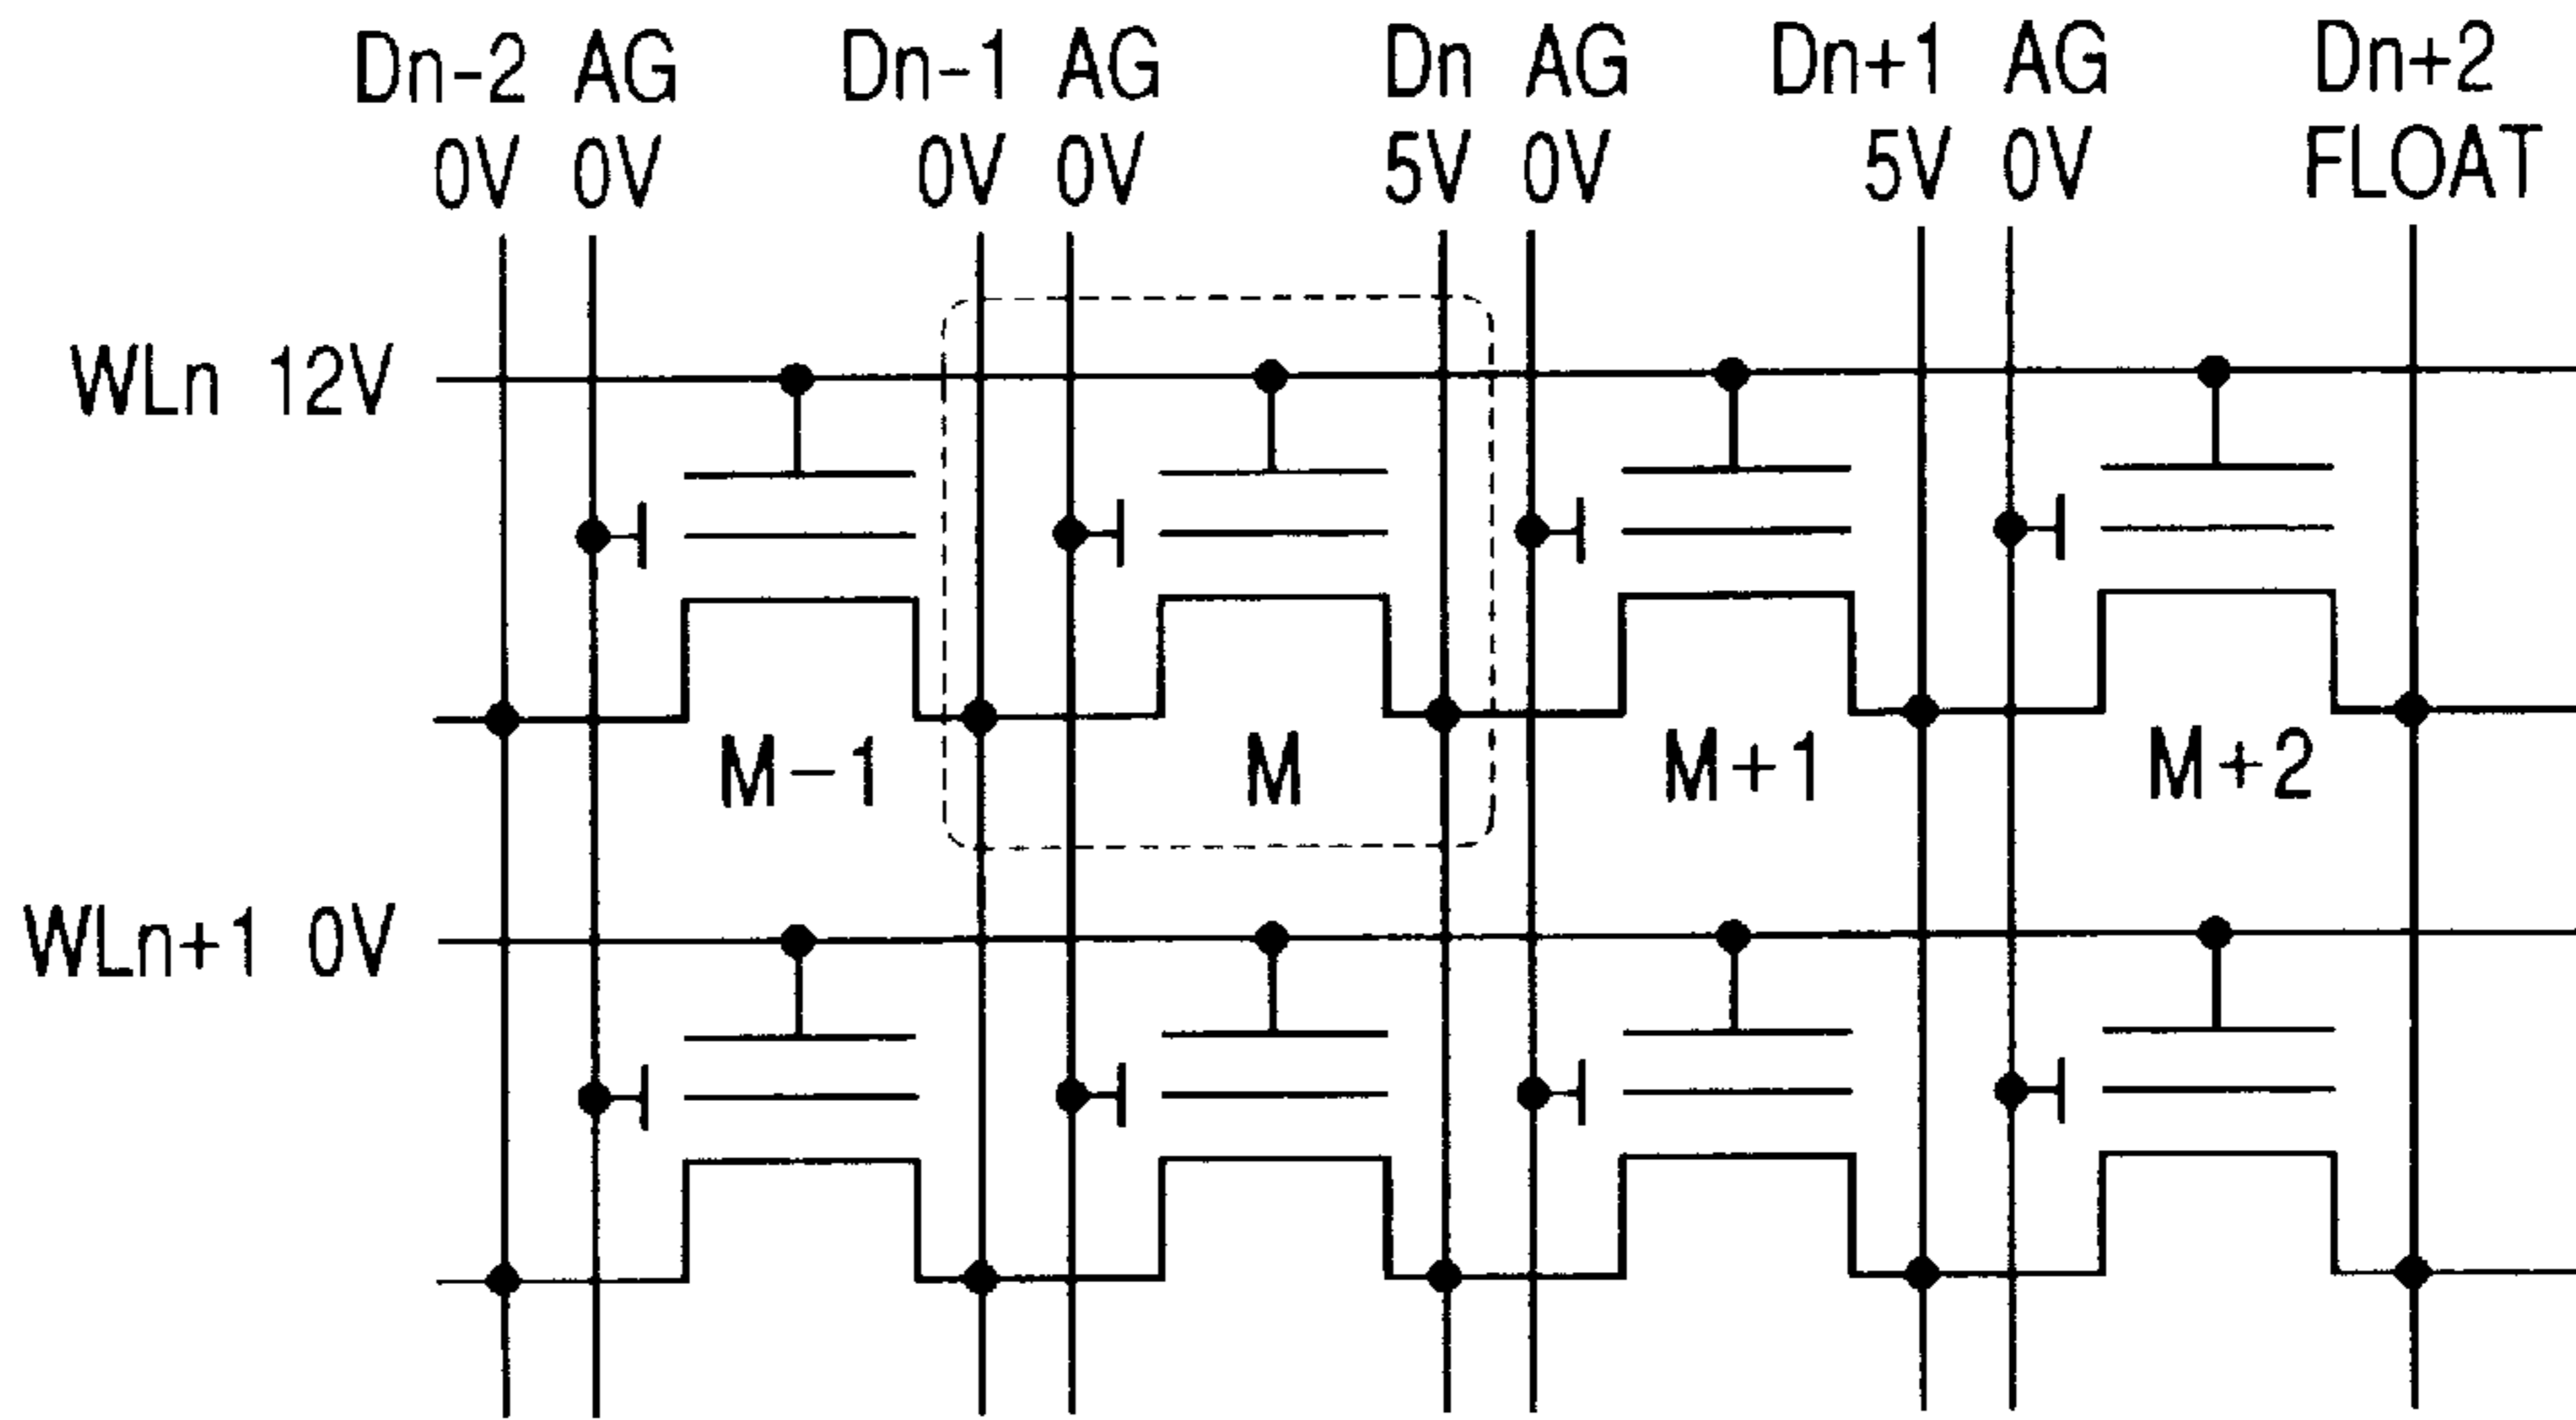 Dn-2 AG Dn-1 AG Dn AG Dn+1 AG Dn+2
0V 0V 0V 0V 5V 0V 5V 0V FLOAT
WLn 12V
M-1 M M+1 M+2
WLn+1 0V